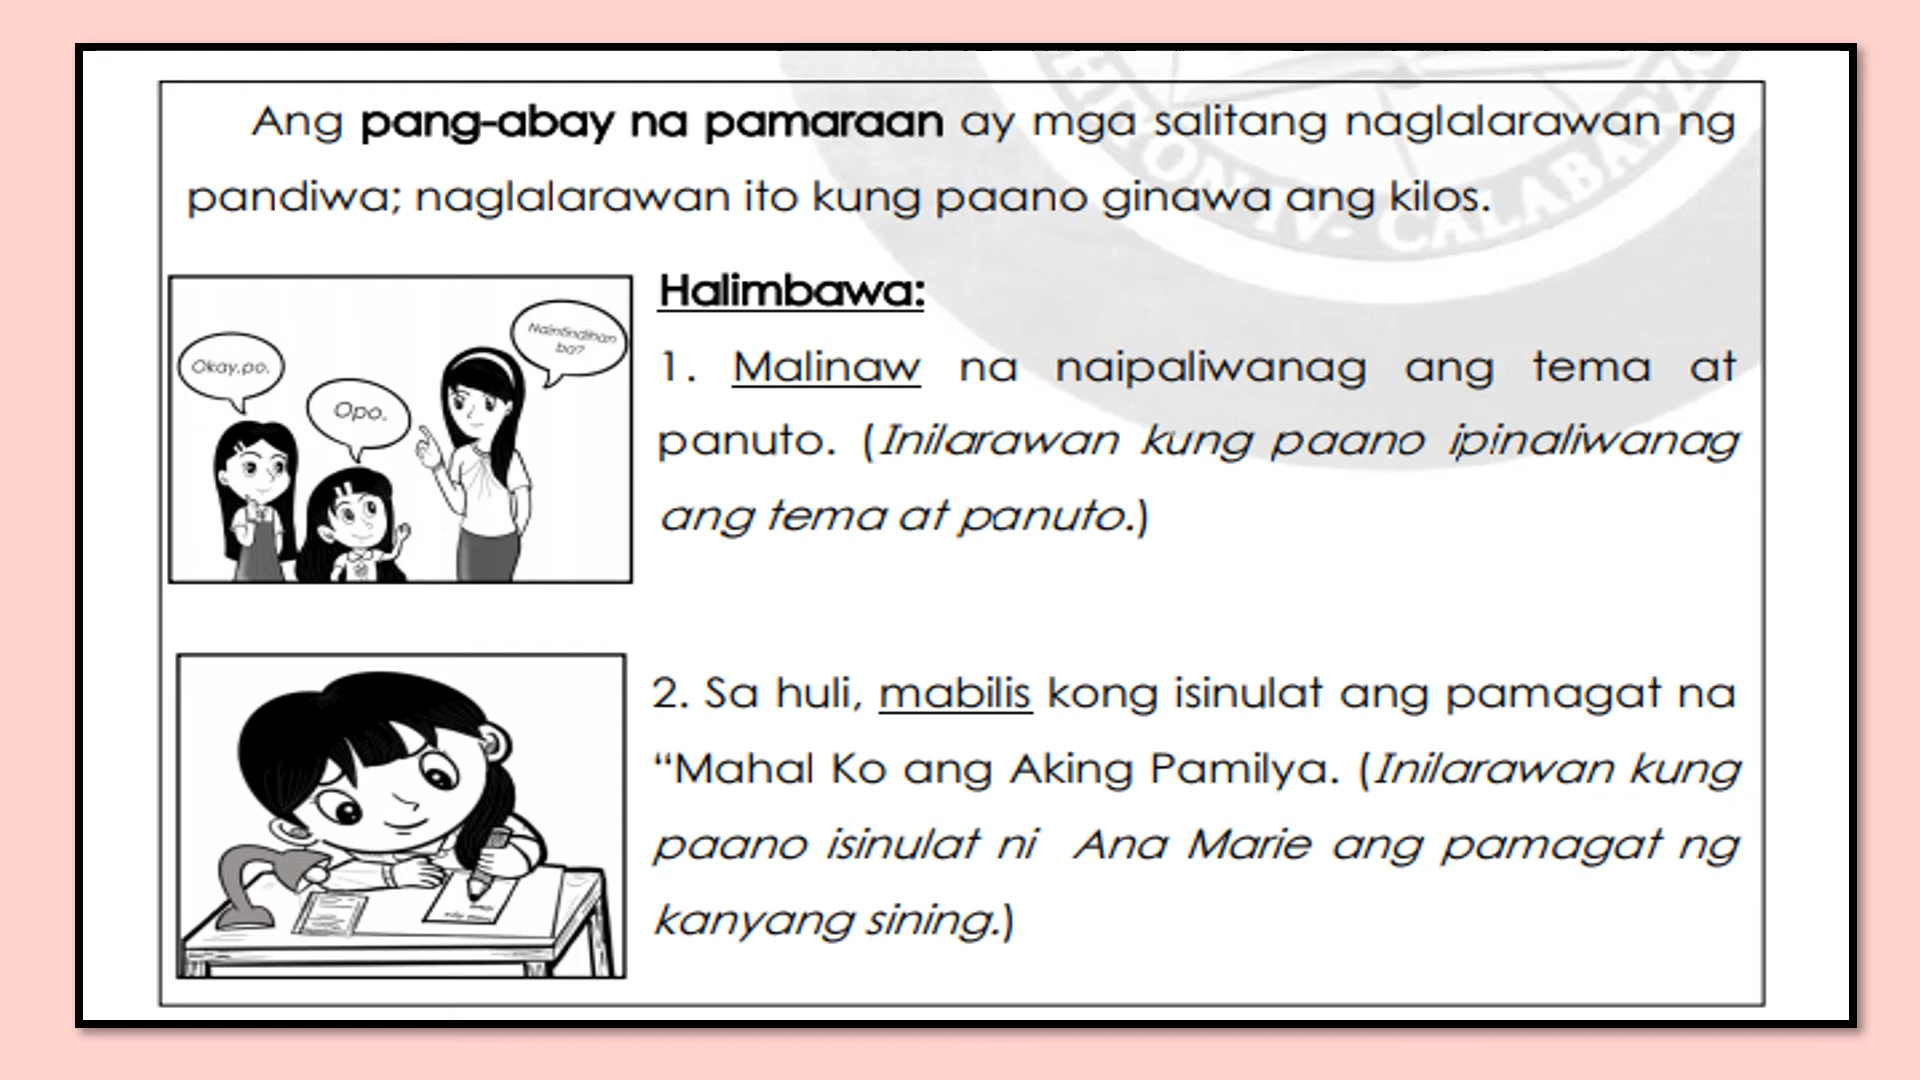 Ang pang-abay na pamaraan ay mga salitang naglalarawan ng
pandiwa; naglalarawan ito kung paano ginawa ang kilos.
Halimbawa:
1. Malinaw na naipaliwanag ang tema at
panuto. (Inilarawan kung paano ipinaliwanag
ang tema at panuto.)
Okay.po.
Opo.
Naintindihan
ba?
2. Sa huli, mabilis kong isinulat ang pamagat na
“Mahal Ko ang Aking Pamilya. (Inilarawan kung
paano isinulat ni Ana Marie ang pamagat ng
kanyang sining.)
IV- CALABARZON